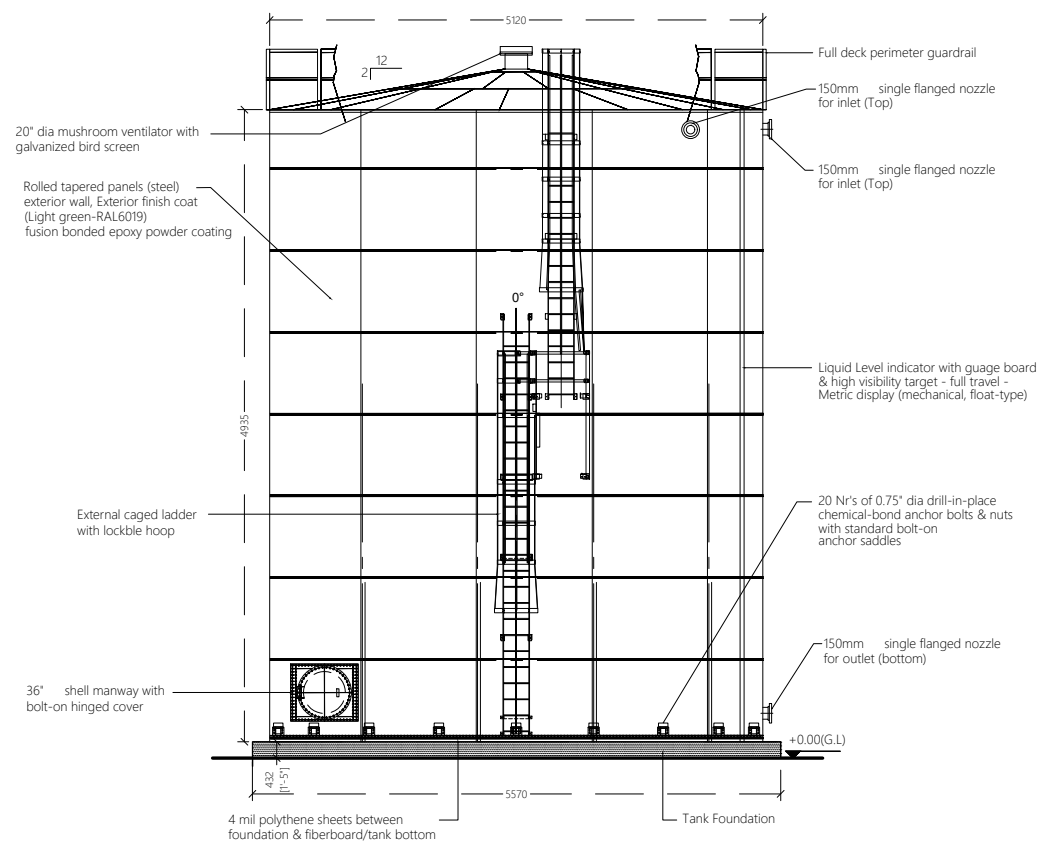 5120
Full deck perimeter guardrail
12
2
150mm single flanged nozzle
for inlet (Top)
20" dia mushroom ventilator with
galvanized bird screen
150mm single flanged nozzle
for inlet (Top)
Rolled tapered panels (steel)
exterior wall, Exterior finish coat
(Light green-RAL6019)
fusion bonded epoxy powder coating
0°
Liquid Level indicator with guage board
& high visibility target - full travel -
Metric display (mechanical, float-type)
4935
20 Nr's of 0.75" dia drill-in-place
chemical-bond anchor bolts & nuts
with standard bolt-on
anchor saddles
External caged ladder
with lockble hoop
150mm single flanged nozzle
for outlet (bottom)
36" shell manway with
bolt-on hinged cover
+0.00(G.L)
432
[1'-5"]
5570
4 mil polythene sheets between
foundation & fiberboard/tank bottom
Tank Foundation